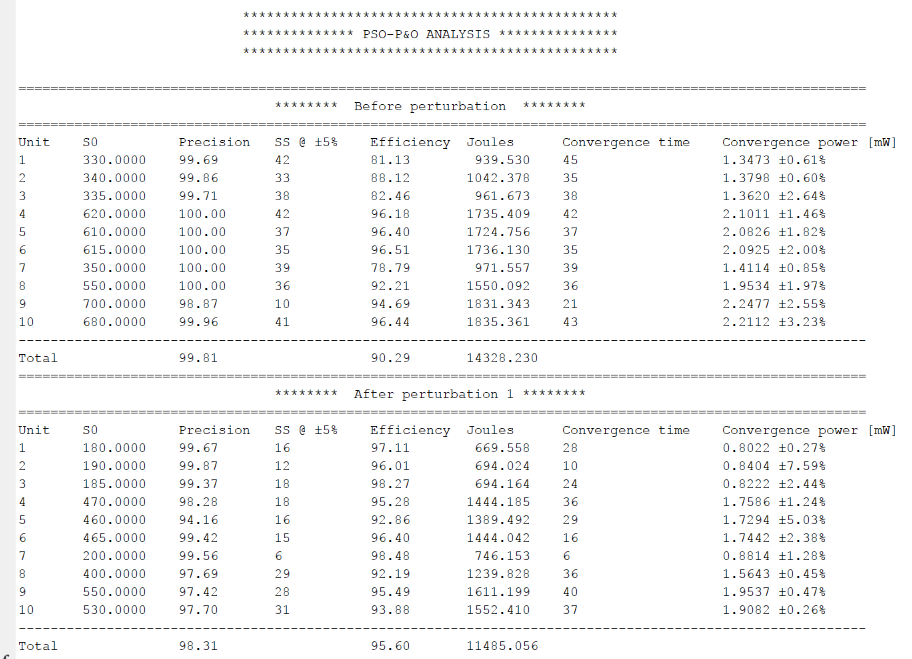 ***********************************************
************** PSO-P&O ANALYSIS ***************
***********************************************
==========================================================================================================
******** Before perturbation ********
==========================================================================================================
Unit S0 Precision SS @ ±5% Efficiency Joules Convergence time Convergence power [mW]
1 330.0000 99.69 42 81.13 939.530 45 1.3473 ±0.61%
2 340.0000 99.86 33 88.12 1042.378 35 1.3798 ±0.60%
3 335.0000 99.71 38 82.46 961.673 38 1.3620 ±2.64%
4 620.0000 100.00 42 96.18 1735.409 42 2.1011 ±1.46%
5 610.0000 100.00 37 96.40 1724.756 37 2.0826 ±1.82%
6 615.0000 100.00 35 96.51 1736.130 35 2.0925 ±2.00%
7 350.0000 100.00 39 78.79 971.557 39 1.4114 ±0.85%
8 550.0000 100.00 36 92.21 1550.092 36 1.9534 ±1.97%
9 700.0000 98.87 10 94.69 1831.343 21 2.2477 ±2.55%
10 680.0000 99.96 41 96.44 1835.361 43 2.2112 ±3.23%
----------------------------------------------------------------------------------------------------------
Total 99.81 90.29 14328.230
==========================================================================================================
******** After perturbation 1 ********
==========================================================================================================
Unit S0 Precision SS @ ±5% Efficiency Joules Convergence time Convergence power [mW]
1 180.0000 99.67 16 97.11 669.558 28 0.8022 ±0.27%
2 190.0000 99.87 12 96.01 694.024 10 0.8404 ±7.59%
3 185.0000 99.37 18 98.27 694.164 24 0.8222 ±2.44%
4 470.0000 98.28 18 95.28 1444.185 36 1.7586 ±1.24%
5 460.0000 94.16 16 92.86 1389.492 29 1.7294 ±5.03%
6 465.0000 99.42 15 96.40 1444.042 16 1.7442 ±2.38%
7 200.0000 99.56 6 98.48 746.153 6 0.8814 ±1.28%
8 400.0000 97.69 29 92.19 1239.828 36 1.5643 ±0.45%
9 550.0000 97.42 28 95.49 1611.199 40 1.9537 ±0.47%
10 530.0000 97.70 31 93.88 1552.410 37 1.9082 ±0.26%
----------------------------------------------------------------------------------------------------------
Total 98.31 95.60 11485.056